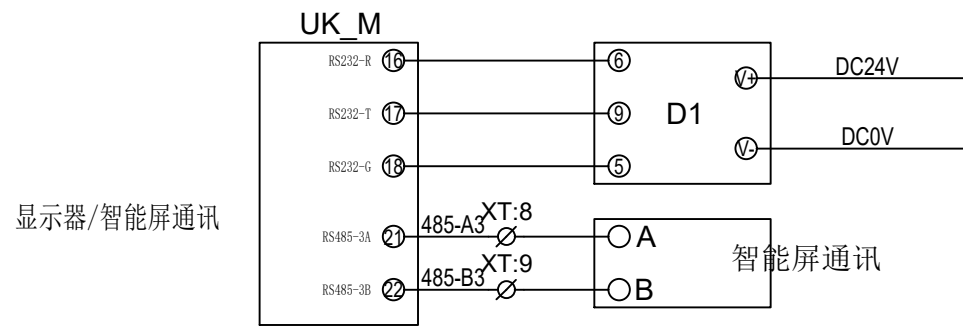 UK_M
RS232-R 16 6
V+ DC24V
RS232-T 17 9 D1
V- DC0V
RS232-G 18 5
显示器/智能屏通讯
RS485-3A 21 485-A3 XT:8 A
智能屏通讯
RS485-3B 22 485-B3 XT:9 B